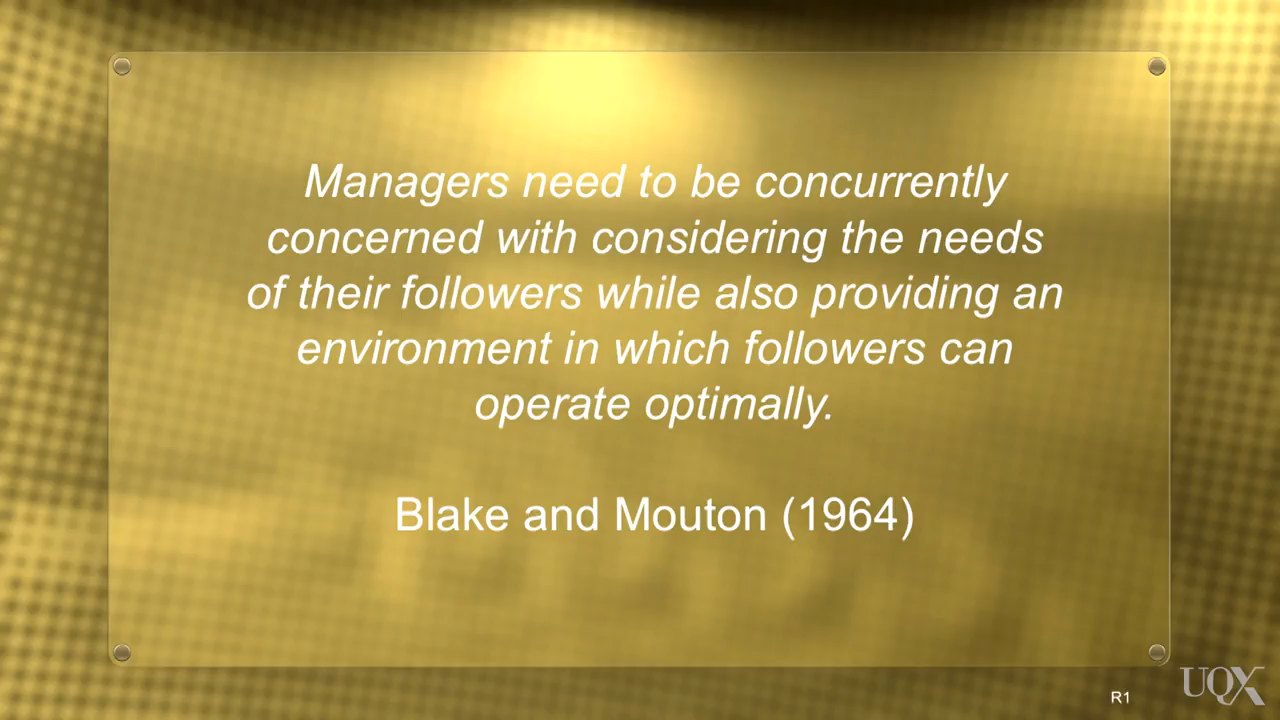 Managers need to be concurrently
concerned with considering the needs
of their followers while also providing an
environment in which followers can
operate optimally.
Blake and Mouton (1964)
R1
UQX